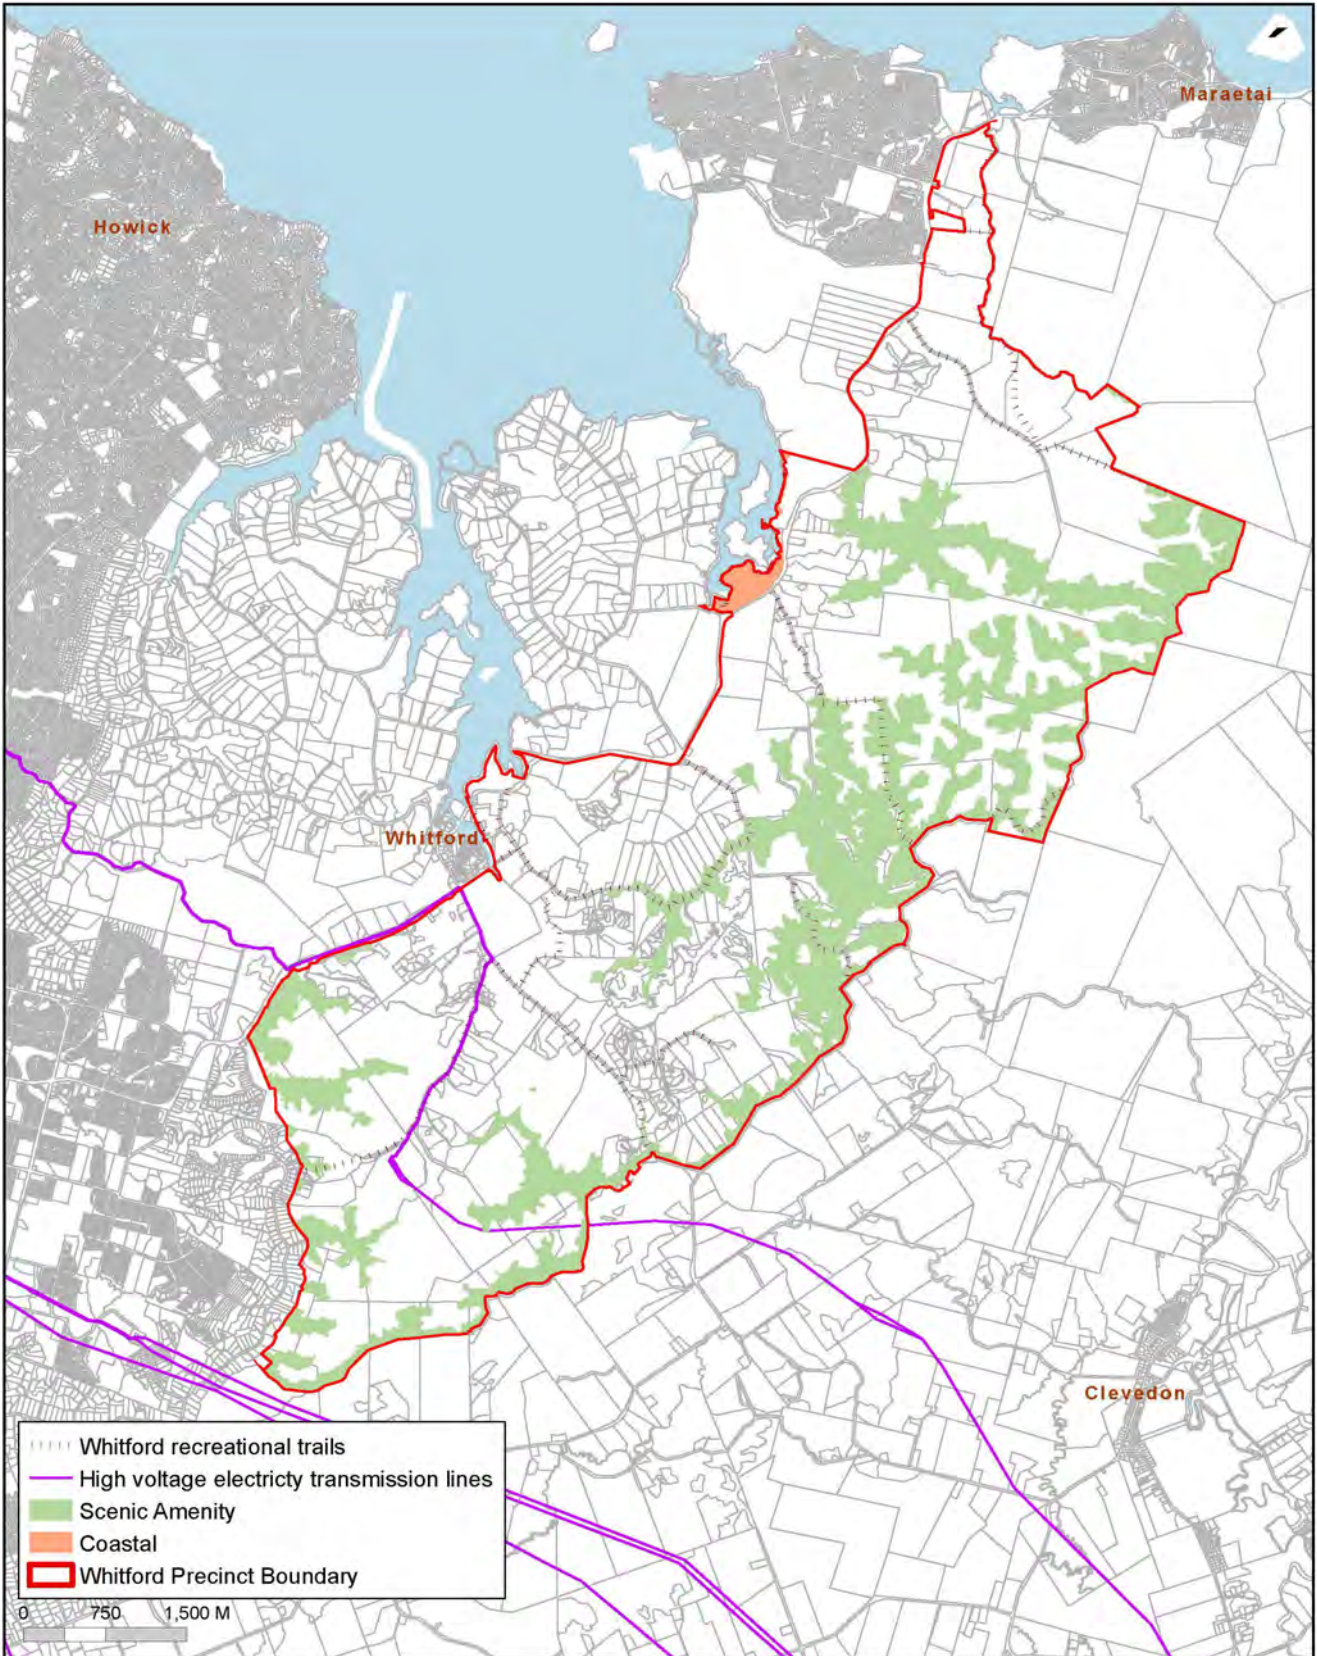 Maraetai
Howick
Whitford
Clevedon
Whitford recreational trails
High voltage electricty transmission lines
Scenic Amenity
Coastal
Whitford Precinct Boundary
0 750 1,500 M